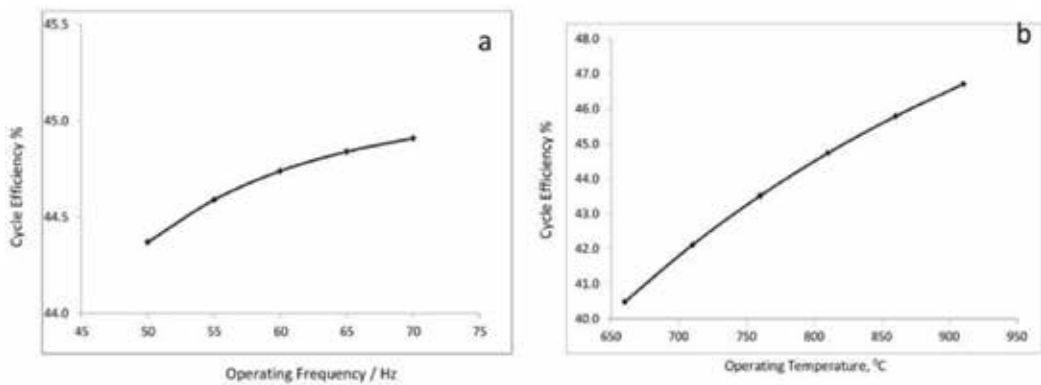 a
45.5
45.0
44.5
44.0
Cycle Efficiency %
45 50 55 60 65 70 75
Operating Frequency / Hz
b
48.0
47.0
46.0
45.0
44.0
43.0
42.0
41.0
40.0
Cycle Efficiency %
650 700 750 800 850 900 950
Operating Temperature, ⁰C